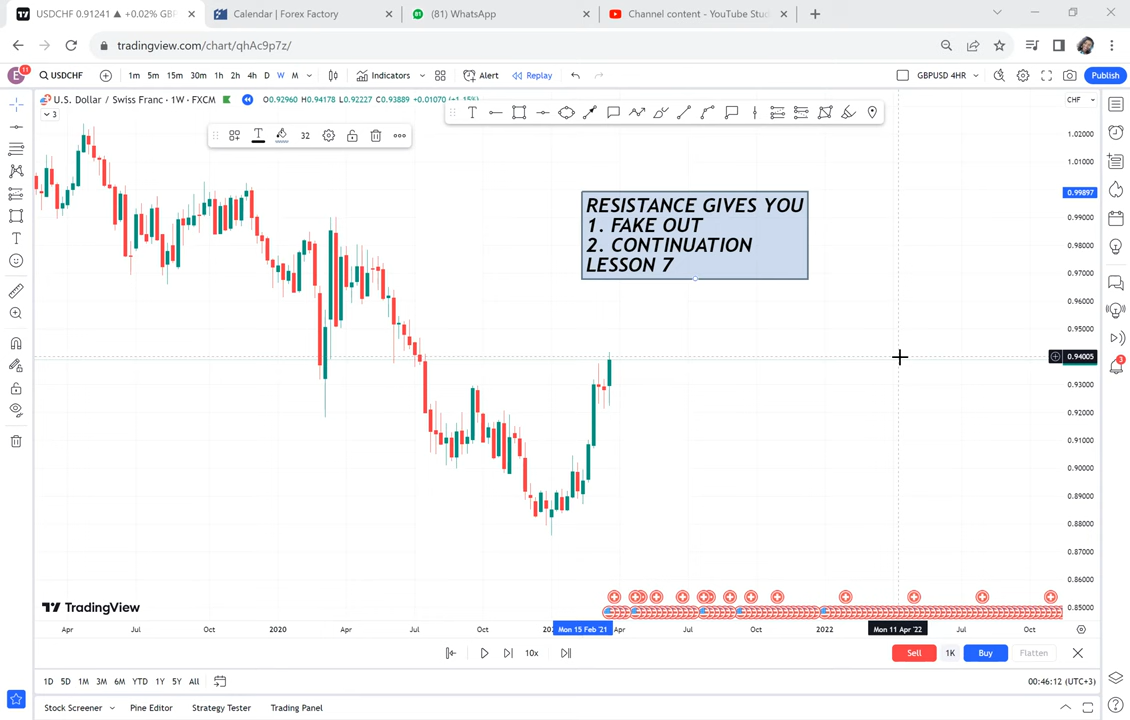 USDCHF 0.91241 ▲ +0.02% GBP
Calendar | Forex Factory
(81) WhatsApp
Channel content - YouTube Stud
tradingview.com/chart/qhAc9p7z/
E
11
USDCHF
1m 5m 15m 30m 1h 2h 4h D W M
Indicators
Alert
Replay
GBPUSD 4HR
Publish
U.S. Dollar / Swiss Franc · 1W · FXCM
O0.92960 H0.94178 L0.92227 C0.93889 +0.01070 (+1.15%)
CHF
3
32
RESISTANCE GIVES YOU
1. FAKE OUT
2. CONTINUATION
LESSON 7
1.02000
1.01000
0.99897
0.99000
0.98000
0.97000
0.96000
0.95000
0.94005
0.93000
0.92000
0.91000
0.90000
0.89000
0.88000
0.87000
0.86000
0.85000
3
TradingView
Apr Jul Oct 2020 Apr Jul Oct Mon 15 Feb '21 Apr Jul Oct 2022 Mon 11 Apr '22 Jul Oct
10x
Sell 1K Buy Flatten
1D 5D 1M 3M 6M YTD 1Y 5Y All
00:46:12 (UTC+3)
Stock Screener Pine Editor Strategy Tester Trading Panel